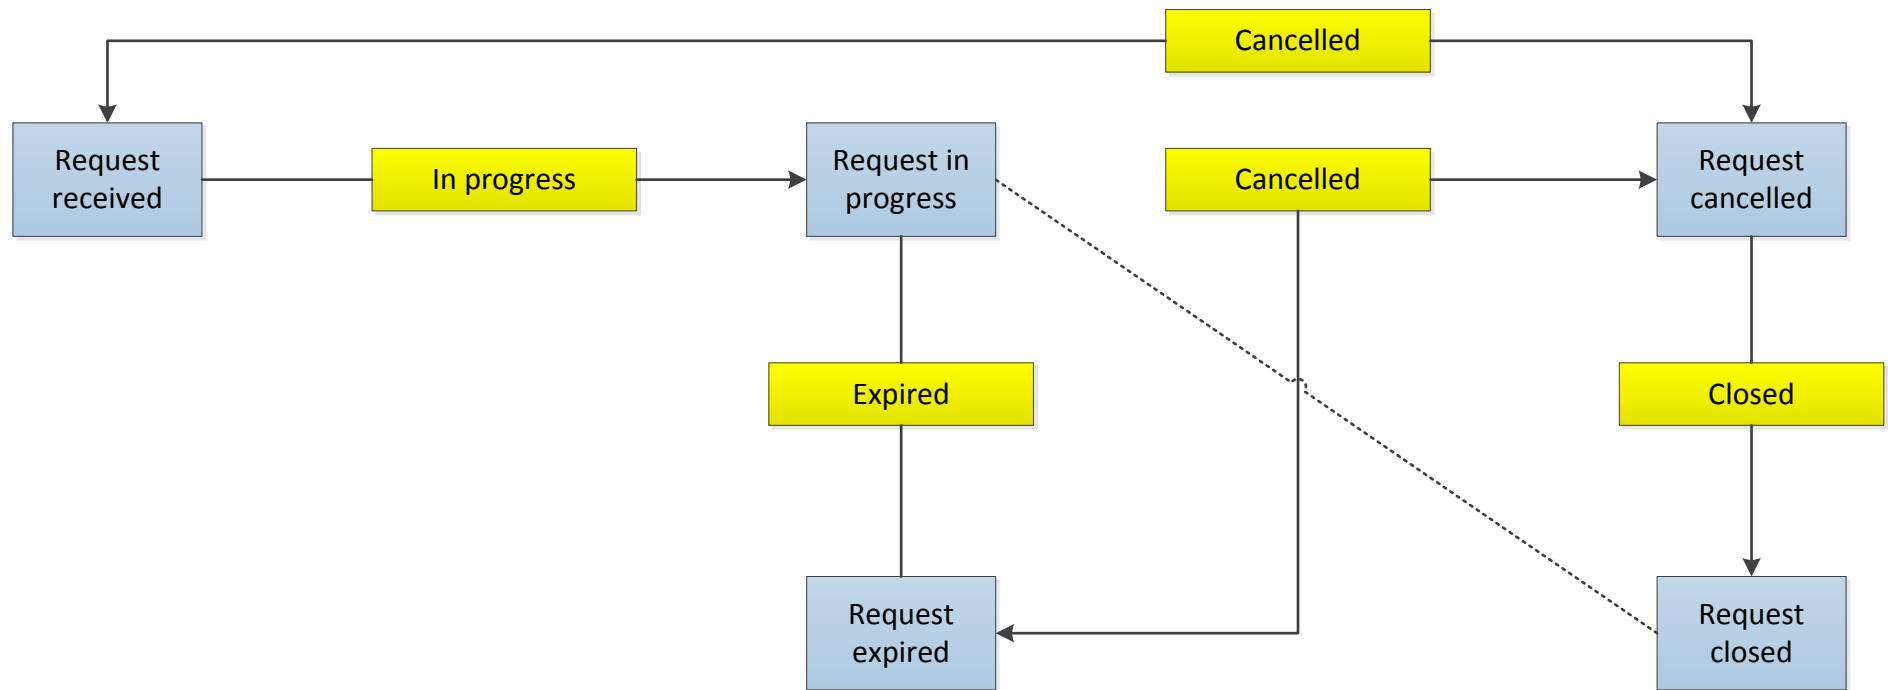 Cancelled
Request
received
In progress
Request in
progress
Cancelled
Request
cancelled
Expired
Closed
Request
expired
Request
closed